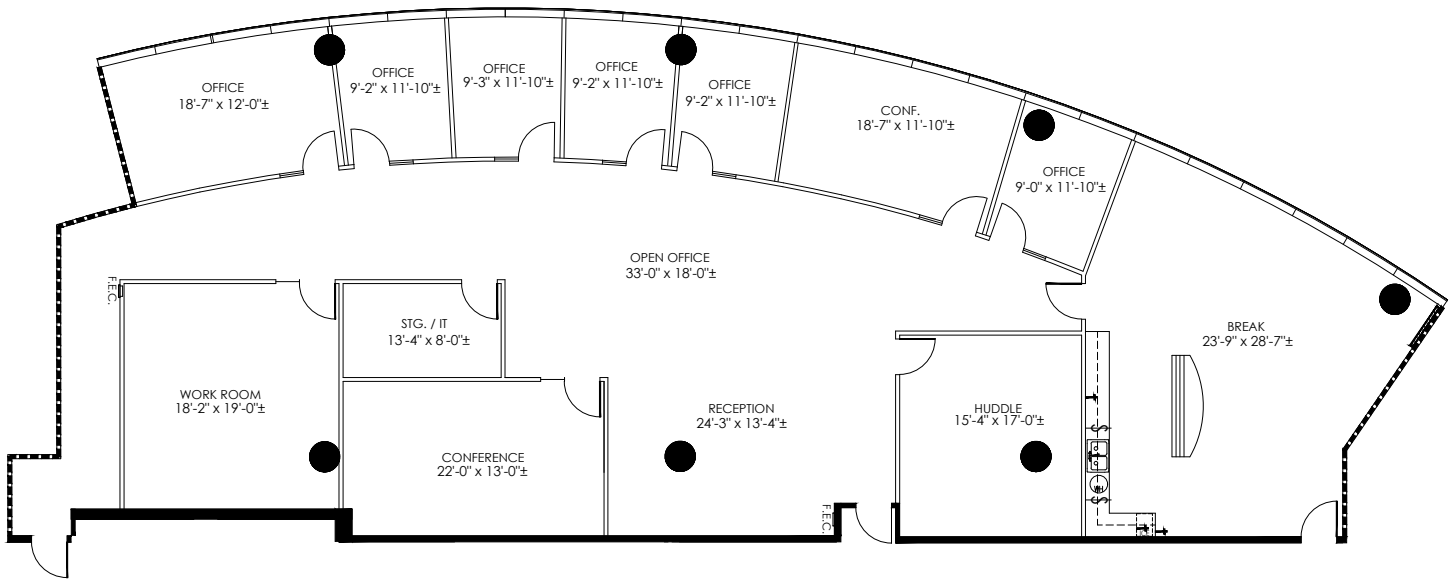 OFFICE
18'-7" x 12'-0"±
OFFICE
9'-2" x 11'-10"±
OFFICE
9'-3" x 11'-10"±
OFFICE
9'-2" x 11'-10"±
OFFICE
9'-2" x 11'-10"±
CONF.
18'-7" x 11'-10"±
OFFICE
9'-0" x 11'-10"±
OPEN OFFICE
33'-0" x 18'-0"±
F.E.C.
STG. / IT
13'-4" x 8'-0"±
BREAK
23'-9" x 28'-7"±
WORK ROOM
18'-2" x 19'-0"±
RECEPTION
24'-3" x 13'-4"±
HUDDLE
15'-4" x 17'-0"±
CONFERENCE
22'-0" x 13'-0"±
F.E.C.